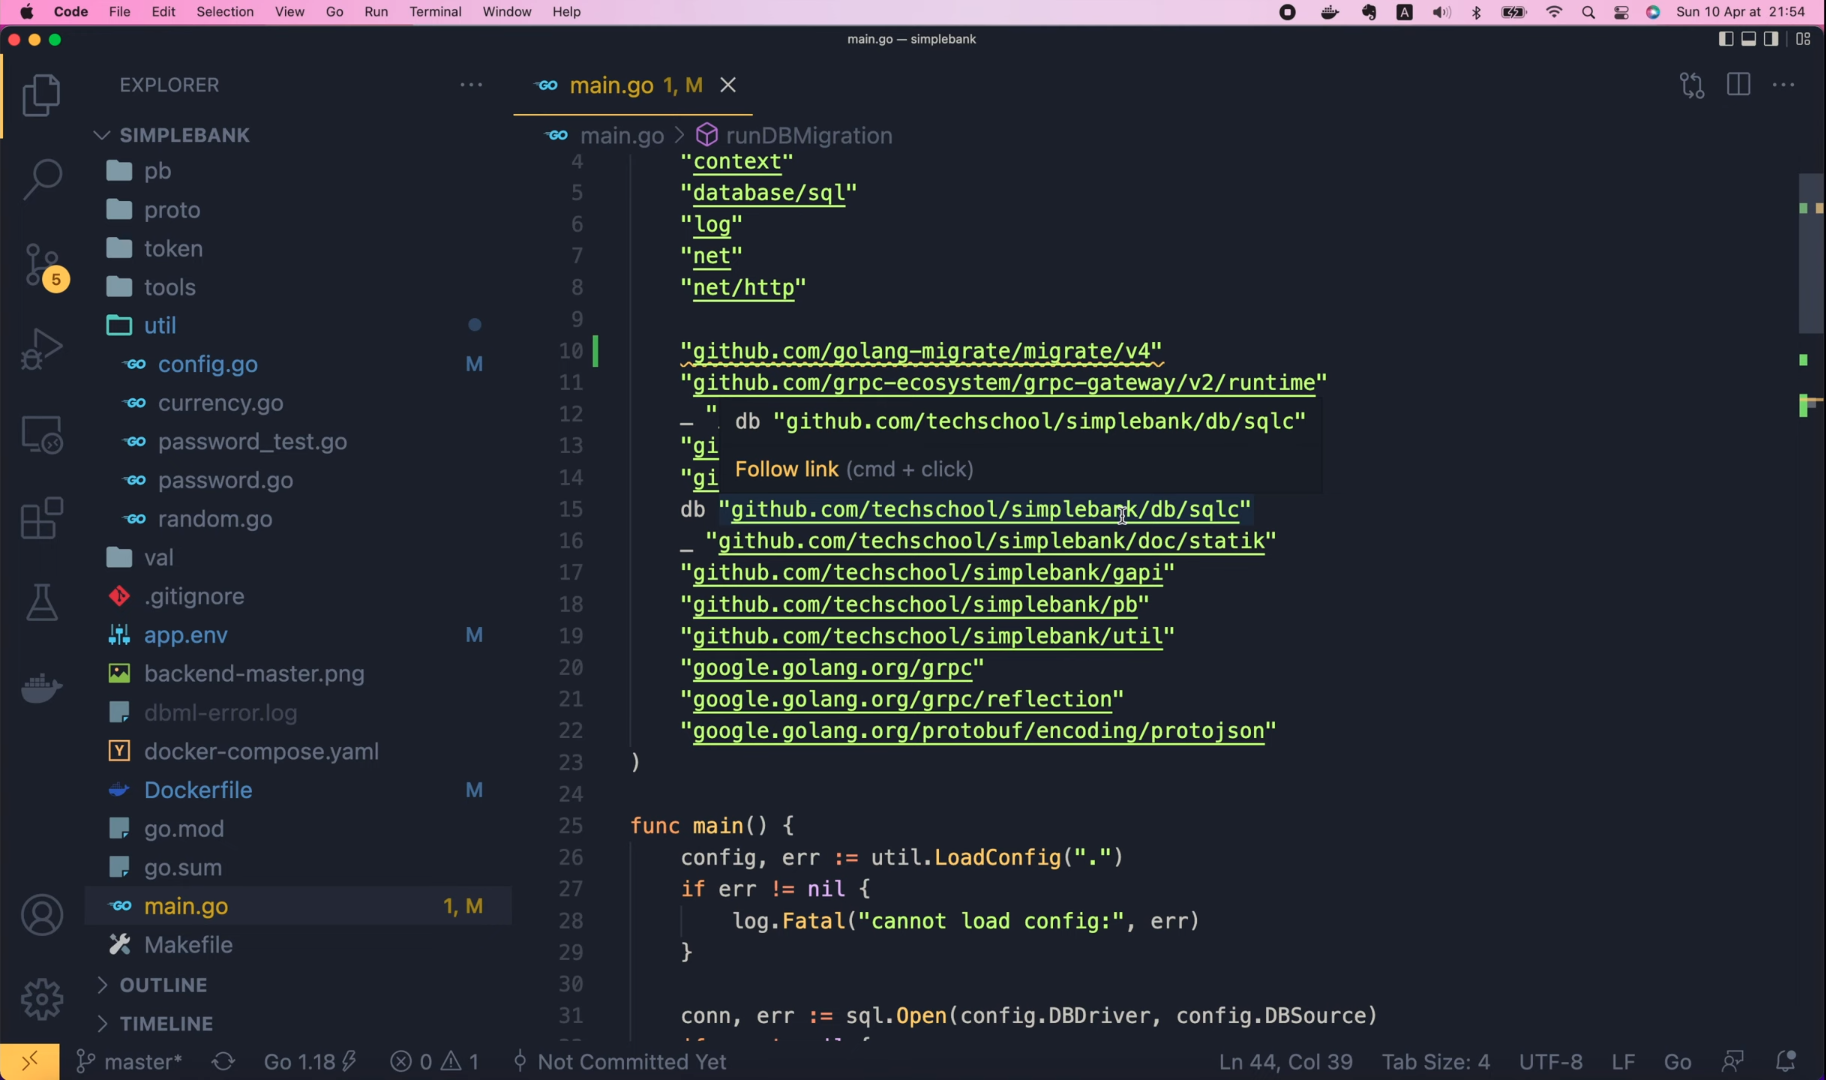 Code File Edit Selection View Go Run Terminal Window Help A Sun 10 Apr at 21:54
main.go — simplebank
EXPLORER
SIMPLEBANK
pb
proto
token
tools
util
config.go M
currency.go
password_test.go
password.go
random.go
val
.gitignore
app.env M
backend-master.png
dbml-error.log
docker-compose.yaml
Dockerfile M
go.mod
go.sum
main.go 1, M
Makefile
OUTLINE
TIMELINE
5
main.go 1, M
main.go > runDBMigration
4 "context"
5 "database/sql"
6 "log"
7 "net"
8 "net/http"
9
10 "github.com/golang-migrate/migrate/v4"
11 "github.com/grpc-ecosystem/grpc-gateway/v2/runtime"
12 _ "
db "github.com/techschool/simplebank/db/sqlc"
13 "gi
Follow link (cmd + click)
14 "gi
15 db "github.com/techschool/simplebank/db/sqlc"
16 _ "github.com/techschool/simplebank/doc/statik"
17 "github.com/techschool/simplebank/gapi"
18 "github.com/techschool/simplebank/pb"
19 "github.com/techschool/simplebank/util"
20 "google.golang.org/grpc"
21 "google.golang.org/grpc/reflection"
22 "google.golang.org/protobuf/encoding/protojson"
23 )
24
25 func main() {
26 config, err := util.LoadConfig(".")
27 if err != nil {
28 log.Fatal("cannot load config:", err)
29 }
30
31 conn, err := sql.Open(config.DBDriver, config.DBSource)
master* Go 1.18 0 1 Not Committed Yet Ln 44, Col 39 Tab Size: 4 UTF-8 LF Go